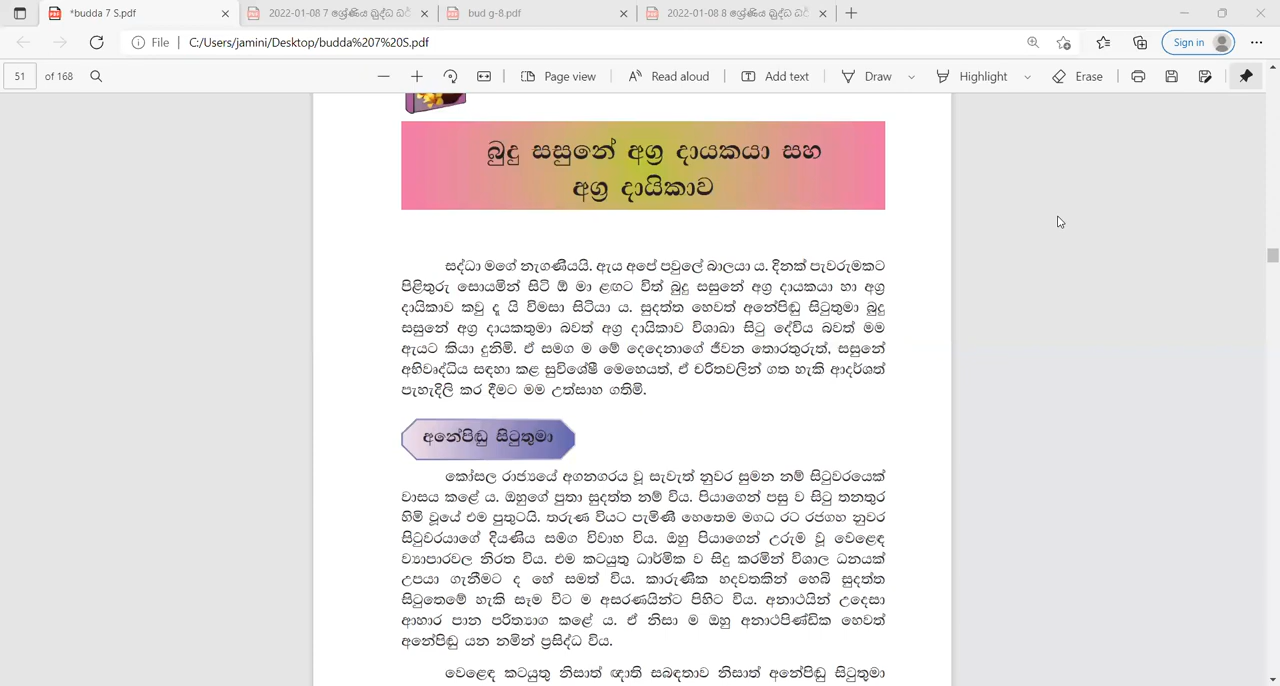 *budda 7 S.pdf
2022-01-08 7 ශ්‍රේණිය බුද්ධ ධර්
bud g-8.pdf
2022-01-08 8 ශ්‍රේණිය බුද්ධ ධර්
File
C:/Users/jamini/Desktop/budda%207%20S.pdf
Sign in
51
of 168
Page view
Read aloud
Add text
Draw
Highlight
Erase
බුදු සසුනේ අග්‍ර දායකයා සහ
අග්‍ර දායිකාව
සද්ධා මගේ නැගණියයි. ඇය අපේ පවුලේ බාලයා ය. දිනක් පැවරුමකට
පිළිතුරු සොයමින් සිටි ඕ මා ළඟට විත් බුදු සසුනේ අග්‍ර දායකයා හා අග්‍ර
දායිකාව කවු දැ යි විමසා සිටියා ය. සුදත්ත හෙවත් අනේපිඬු සිටුතුමා බුදු
සසුනේ අග්‍ර දායකතුමා බවත් අග්‍ර දායිකාව විශාඛා සිටු දේවිය බවත් මම
ඇයට කියා දුනිමි. ඒ සමග ම මේ දෙදෙනාගේ ජීවන තොරතුරුත්, සසුනේ
අභිවෘද්ධිය සඳහා කළ සුවිශේෂී මෙහෙයත්, ඒ චරිතවලින් ගත හැකි ආදර්ශත්
පැහැදිලි කර දීමට මම උත්සාහ ගතිමි.
අනේපිඬු සිටුතුමා
කෝසල රාජ්‍යයේ අගනගරය වූ සැවැත් නුවර සුමන නම් සිටුවරයෙක්
වාසය කළේ ය. ඔහුගේ පුතා සුදත්ත නම් විය. පියාගෙන් පසු ව සිටු තනතුර
හිමි වූයේ එම පුතුටයි. තරුණ වියට පැමිණි හෙතෙම මගධ රට රජගහ නුවර
සිටුවරයාගේ දියණිය සමග විවාහ විය. ඔහු පියාගෙන් උරුම වූ වෙළෙඳ
ව්‍යාපාරවල නිරත විය. එම කටයුතු ධාර්මික ව සිදු කරමින් විශාල ධනයක්
උපයා ගැනීමට ද හේ සමත් විය. කාරුණික හදවතකින් හෙබි සුදත්ත
සිටුතෙමේ හැකි සෑම විට ම අසරණයින්ට පිහිට විය. අනාථයින් උදෙසා
ආහාර පාන පරිත්‍යාග කළේ ය. ඒ නිසා ම ඔහු අනාථපිණ්ඩික හෙවත්
අනේපිඬු යන නමින් ප්‍රසිද්ධ විය.
වෙළෙඳ කටයුතු නිසාත් ඥාති සබඳතාව නිසාත් අනේපිඬු සිටුතුමා